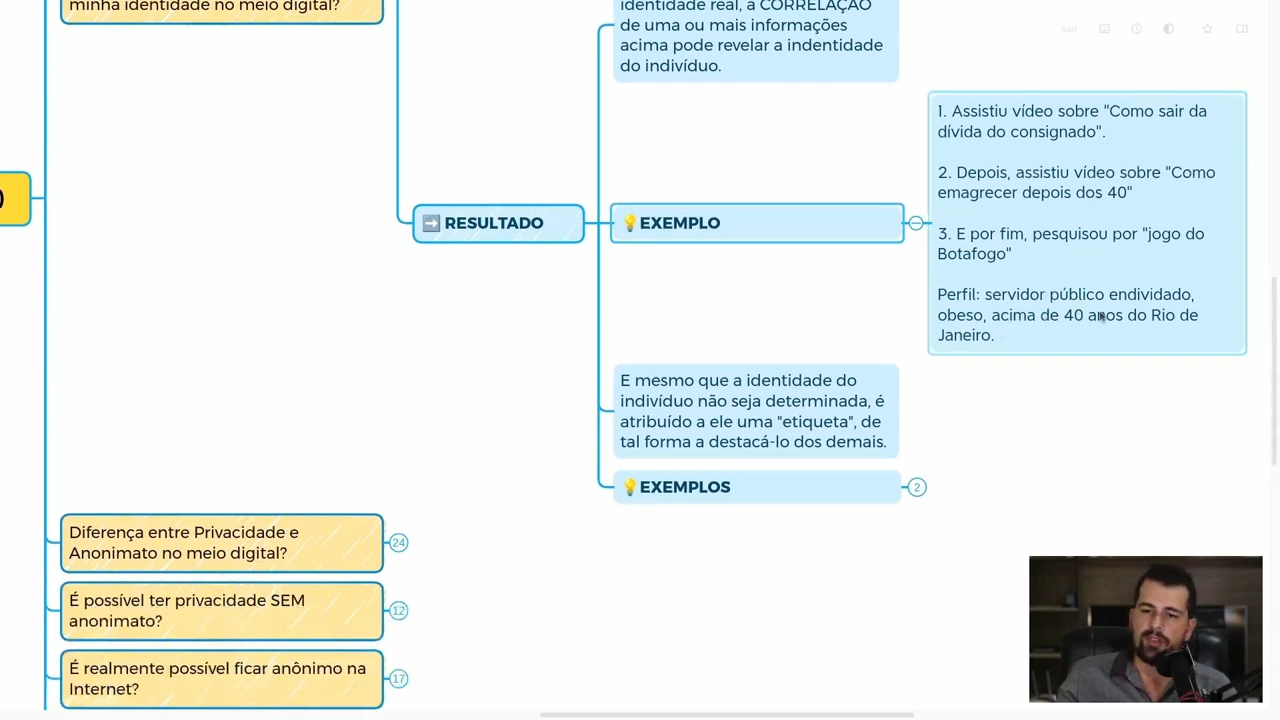 minha identidade no meio digital?
identidade real, a CORRELAÇÃO
de uma ou mais informações
acima pode revelar a indentidade
do indivíduo.
Sair
1. Assistiu vídeo sobre "Como sair da
dívida do consignado".
2. Depois, assistiu vídeo sobre "Como
emagrecer depois dos 40"
3. E por fim, pesquisou por "jogo do
Botafogo"
Perfil: servidor público endividado,
obeso, acima de 40 anos do Rio de
Janeiro.
)
➡️ RESULTADO
💡EXEMPLO
E mesmo que a identidade do
indivíduo não seja determinada, é
atribuído a ele uma "etiqueta", de
tal forma a destacá-lo dos demais.
💡EXEMPLOS
2
Diferença entre Privacidade e
Anonimato no meio digital?
24
É possível ter privacidade SEM
anonimato?
12
É realmente possível ficar anônimo na
Internet?
17